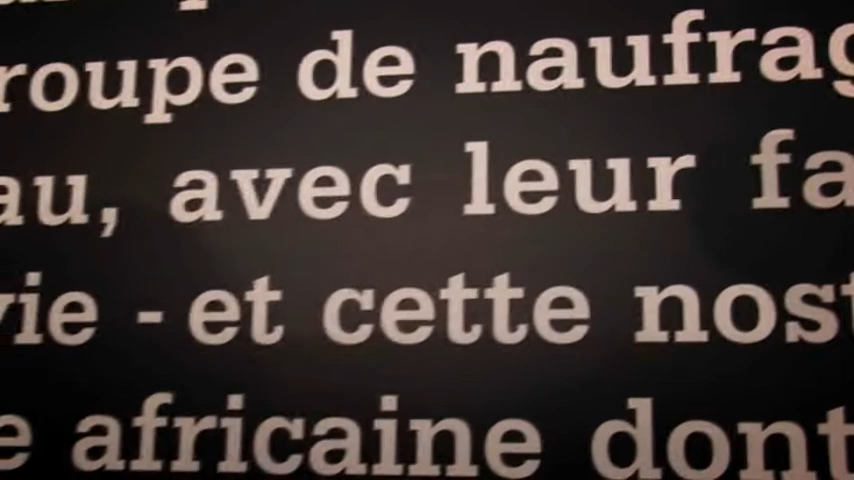 roupe de naufrag
au, avec leur fa
vie - et cette nost
e africaine dont